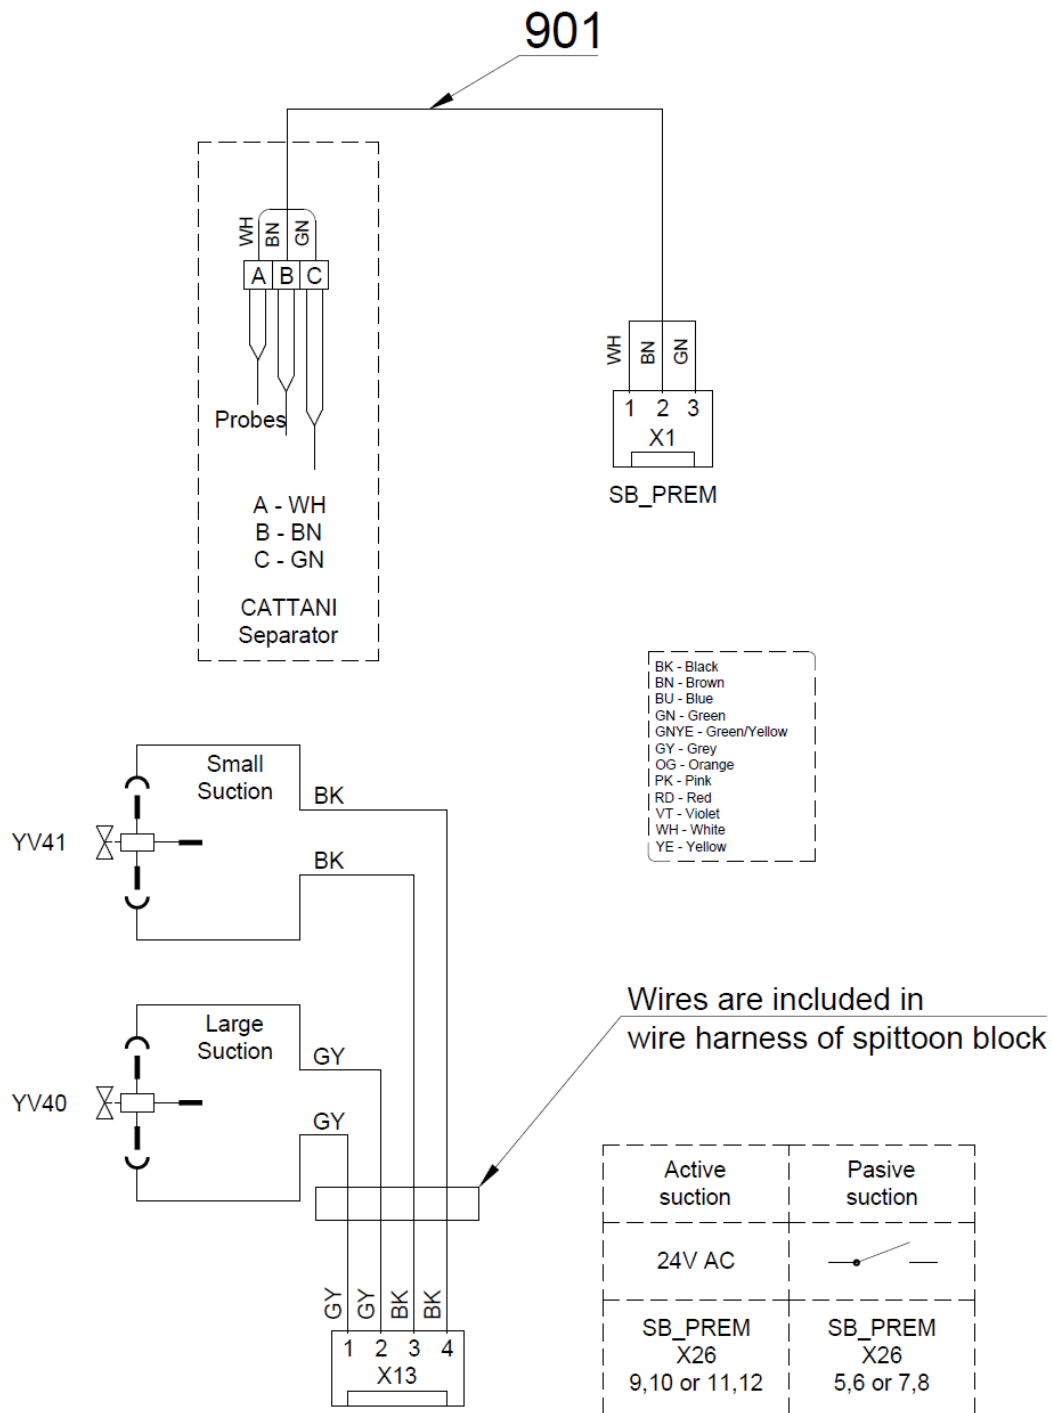 901
WH
BN
GN
A B C
Probes
A - WH
B - BN
C - GN
CATTANI
Separator
WH
BN
GN
1 2 3
X1
SB_PREM
BK - Black
BN - Brown
BU - Blue
GN - Green
GNYE - Green/Yellow
GY - Grey
OG - Orange
PK - Pink
RD - Red
VT - Violet
WH - White
YE - Yellow
Small
Suction
BK
YV41
BK
Large
Suction
GY
YV40
GY
Wires are included in
wire harness of spittoon block
GY
GY
BK
BK
1 2 3 4
X13
Active
suction
Pasive
suction
24V AC
SB_PREM
X26
9,10 or 11,12
SB_PREM
X26
5,6 or 7,8